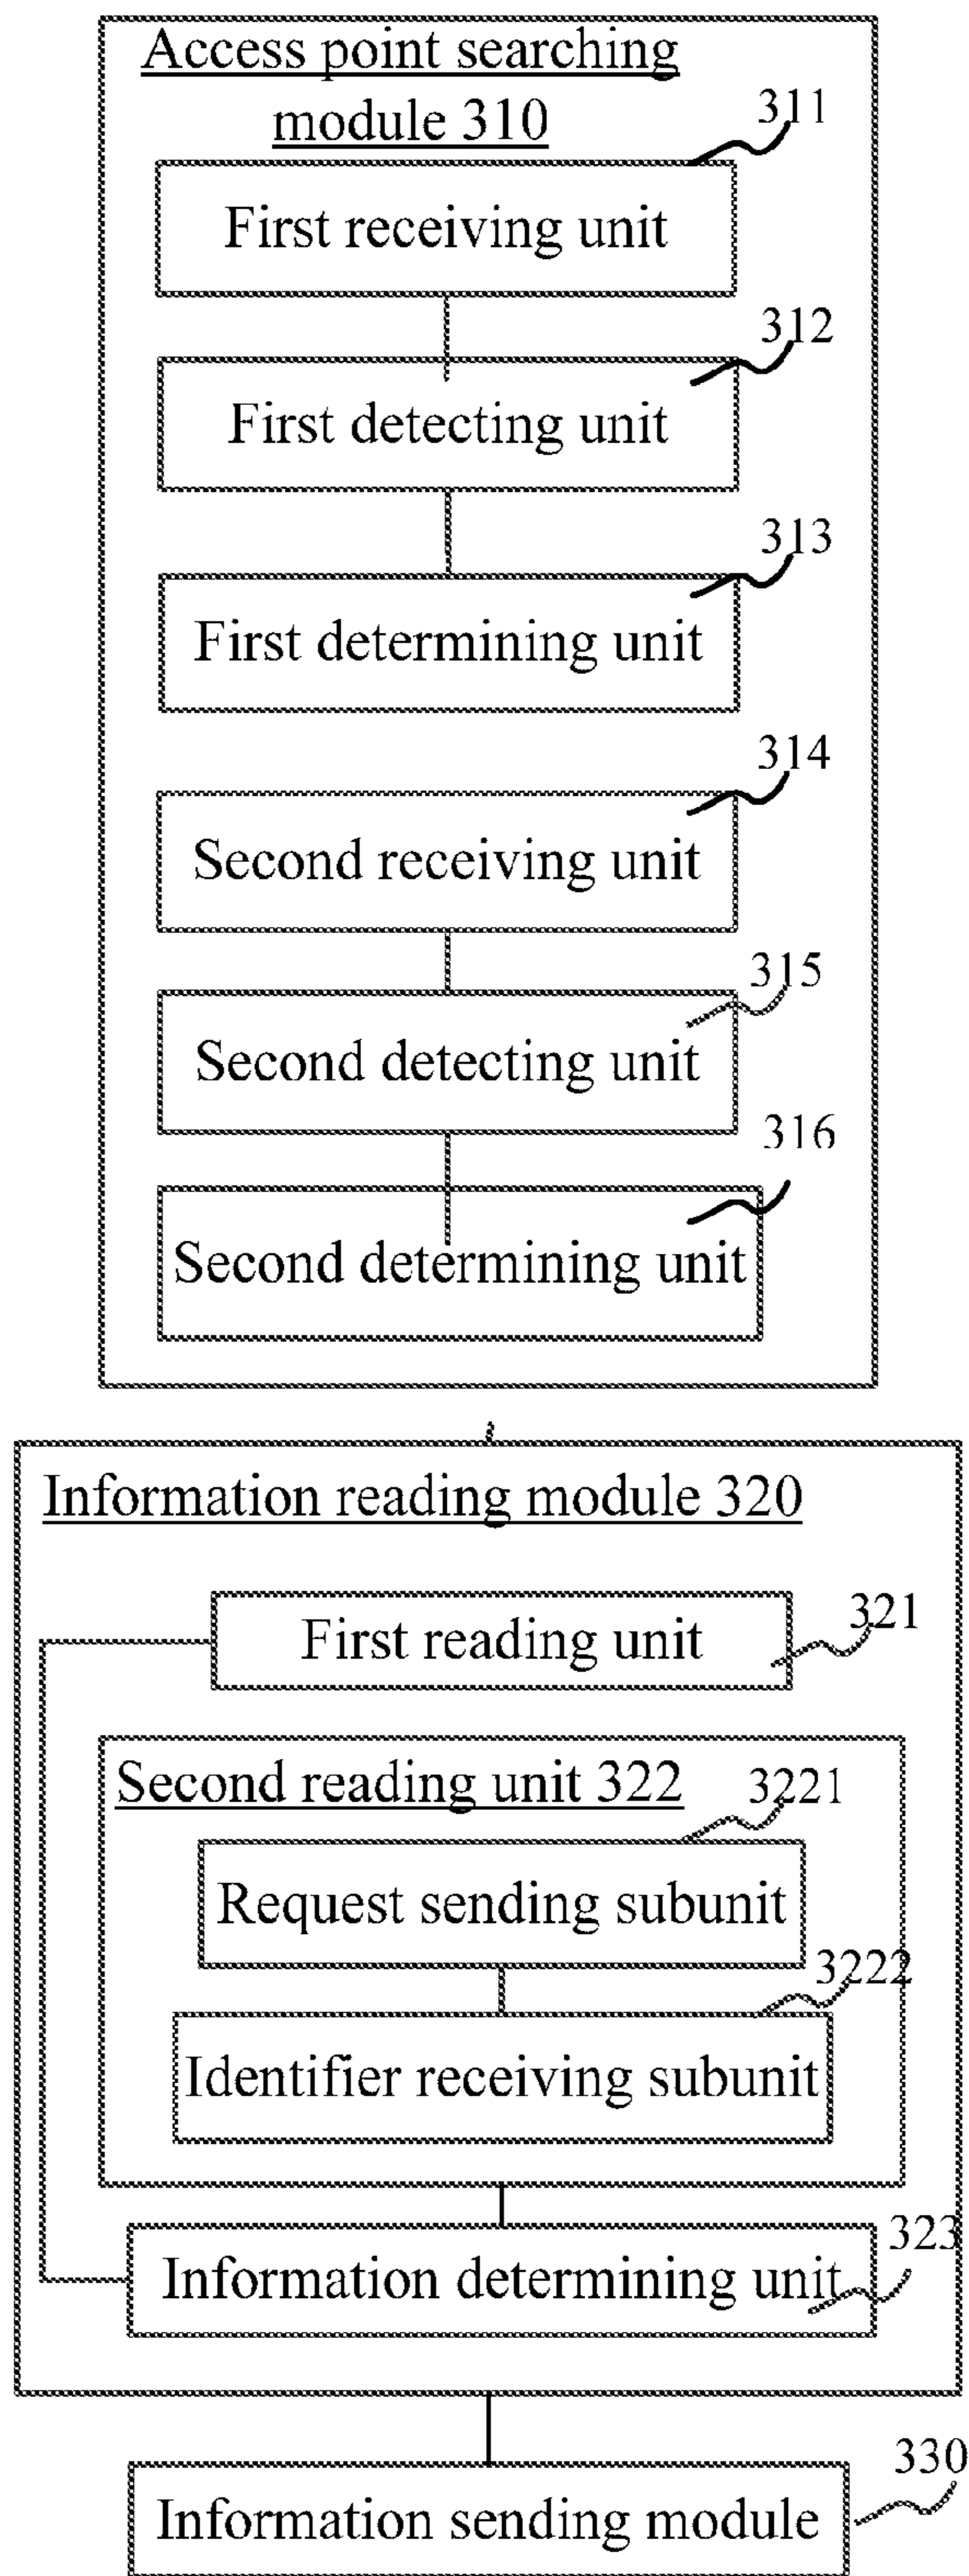 Access point searching
module 310
311
First receiving unit
312
First detecting unit
313
First determining unit
314
Second receiving unit
315
Second detecting unit
316
Second determining unit
Information reading module 320
321
First reading unit
Second reading unit 322
3221
Request sending subunit
3222
Identifier receiving subunit
323
Information determining unit
330
Information sending module